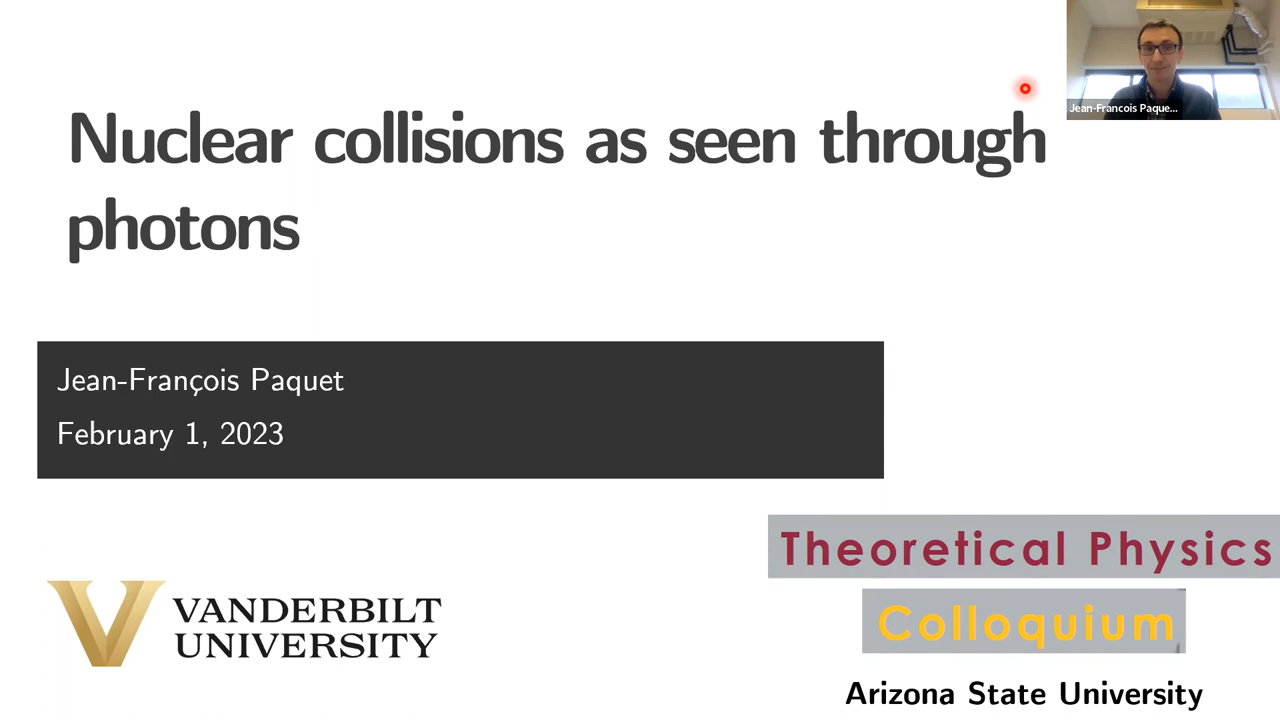 Jean-Francois Paque...
Nuclear collisions as seen through
photons
Jean-François Paquet
February 1, 2023
VANDERBILT
UNIVERSITY
Theoretical Physics
Colloquium
Arizona State University